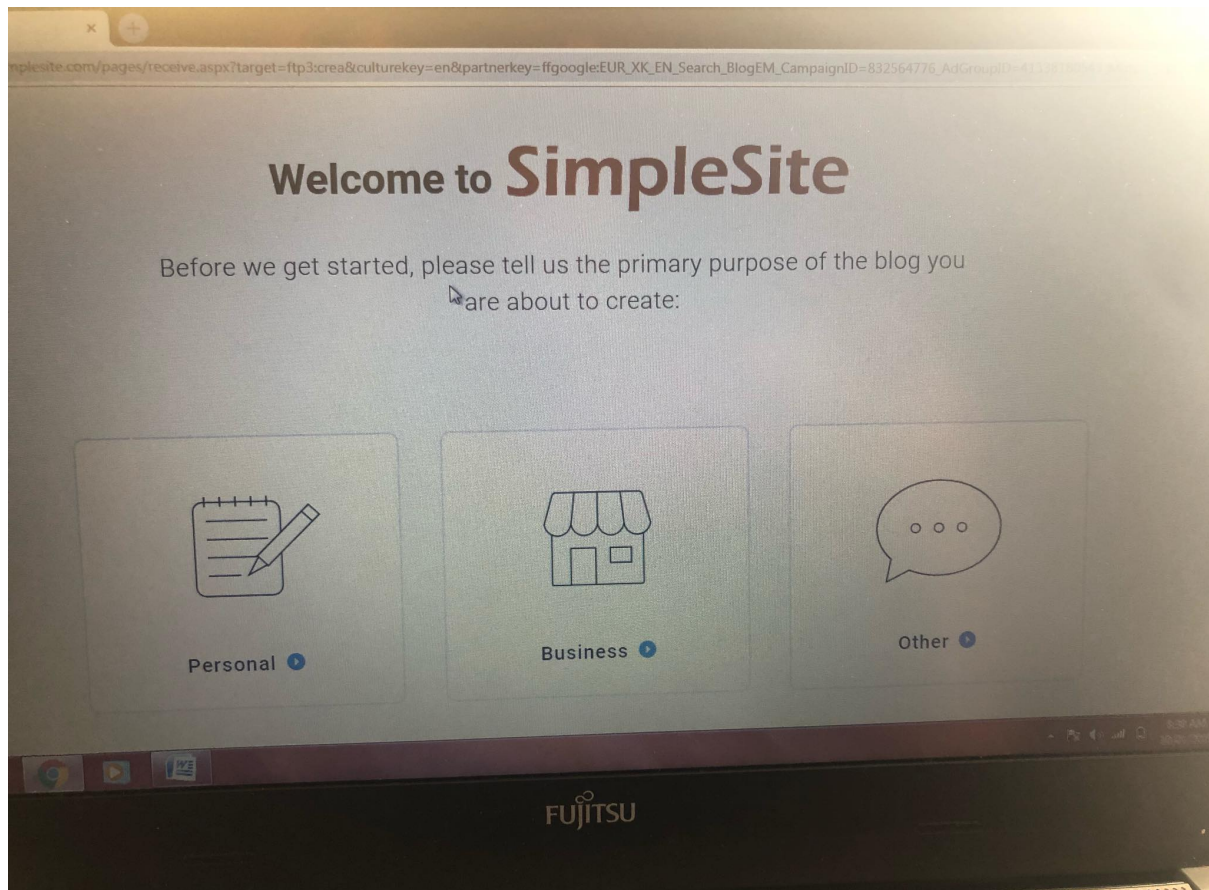 mplesite.com/pages/receive.aspx?target=ftp3:crea&culturekey=en&partnerkey=ffgoogle:EUR_XK_EN_Search_BlogEM_CampaignID=832564776_AdGroupID=
Welcome to SimpleSite
Before we get started, please tell us the primary purpose of the blog you
are about to create:
Personal
Business
Other
FUJITSU